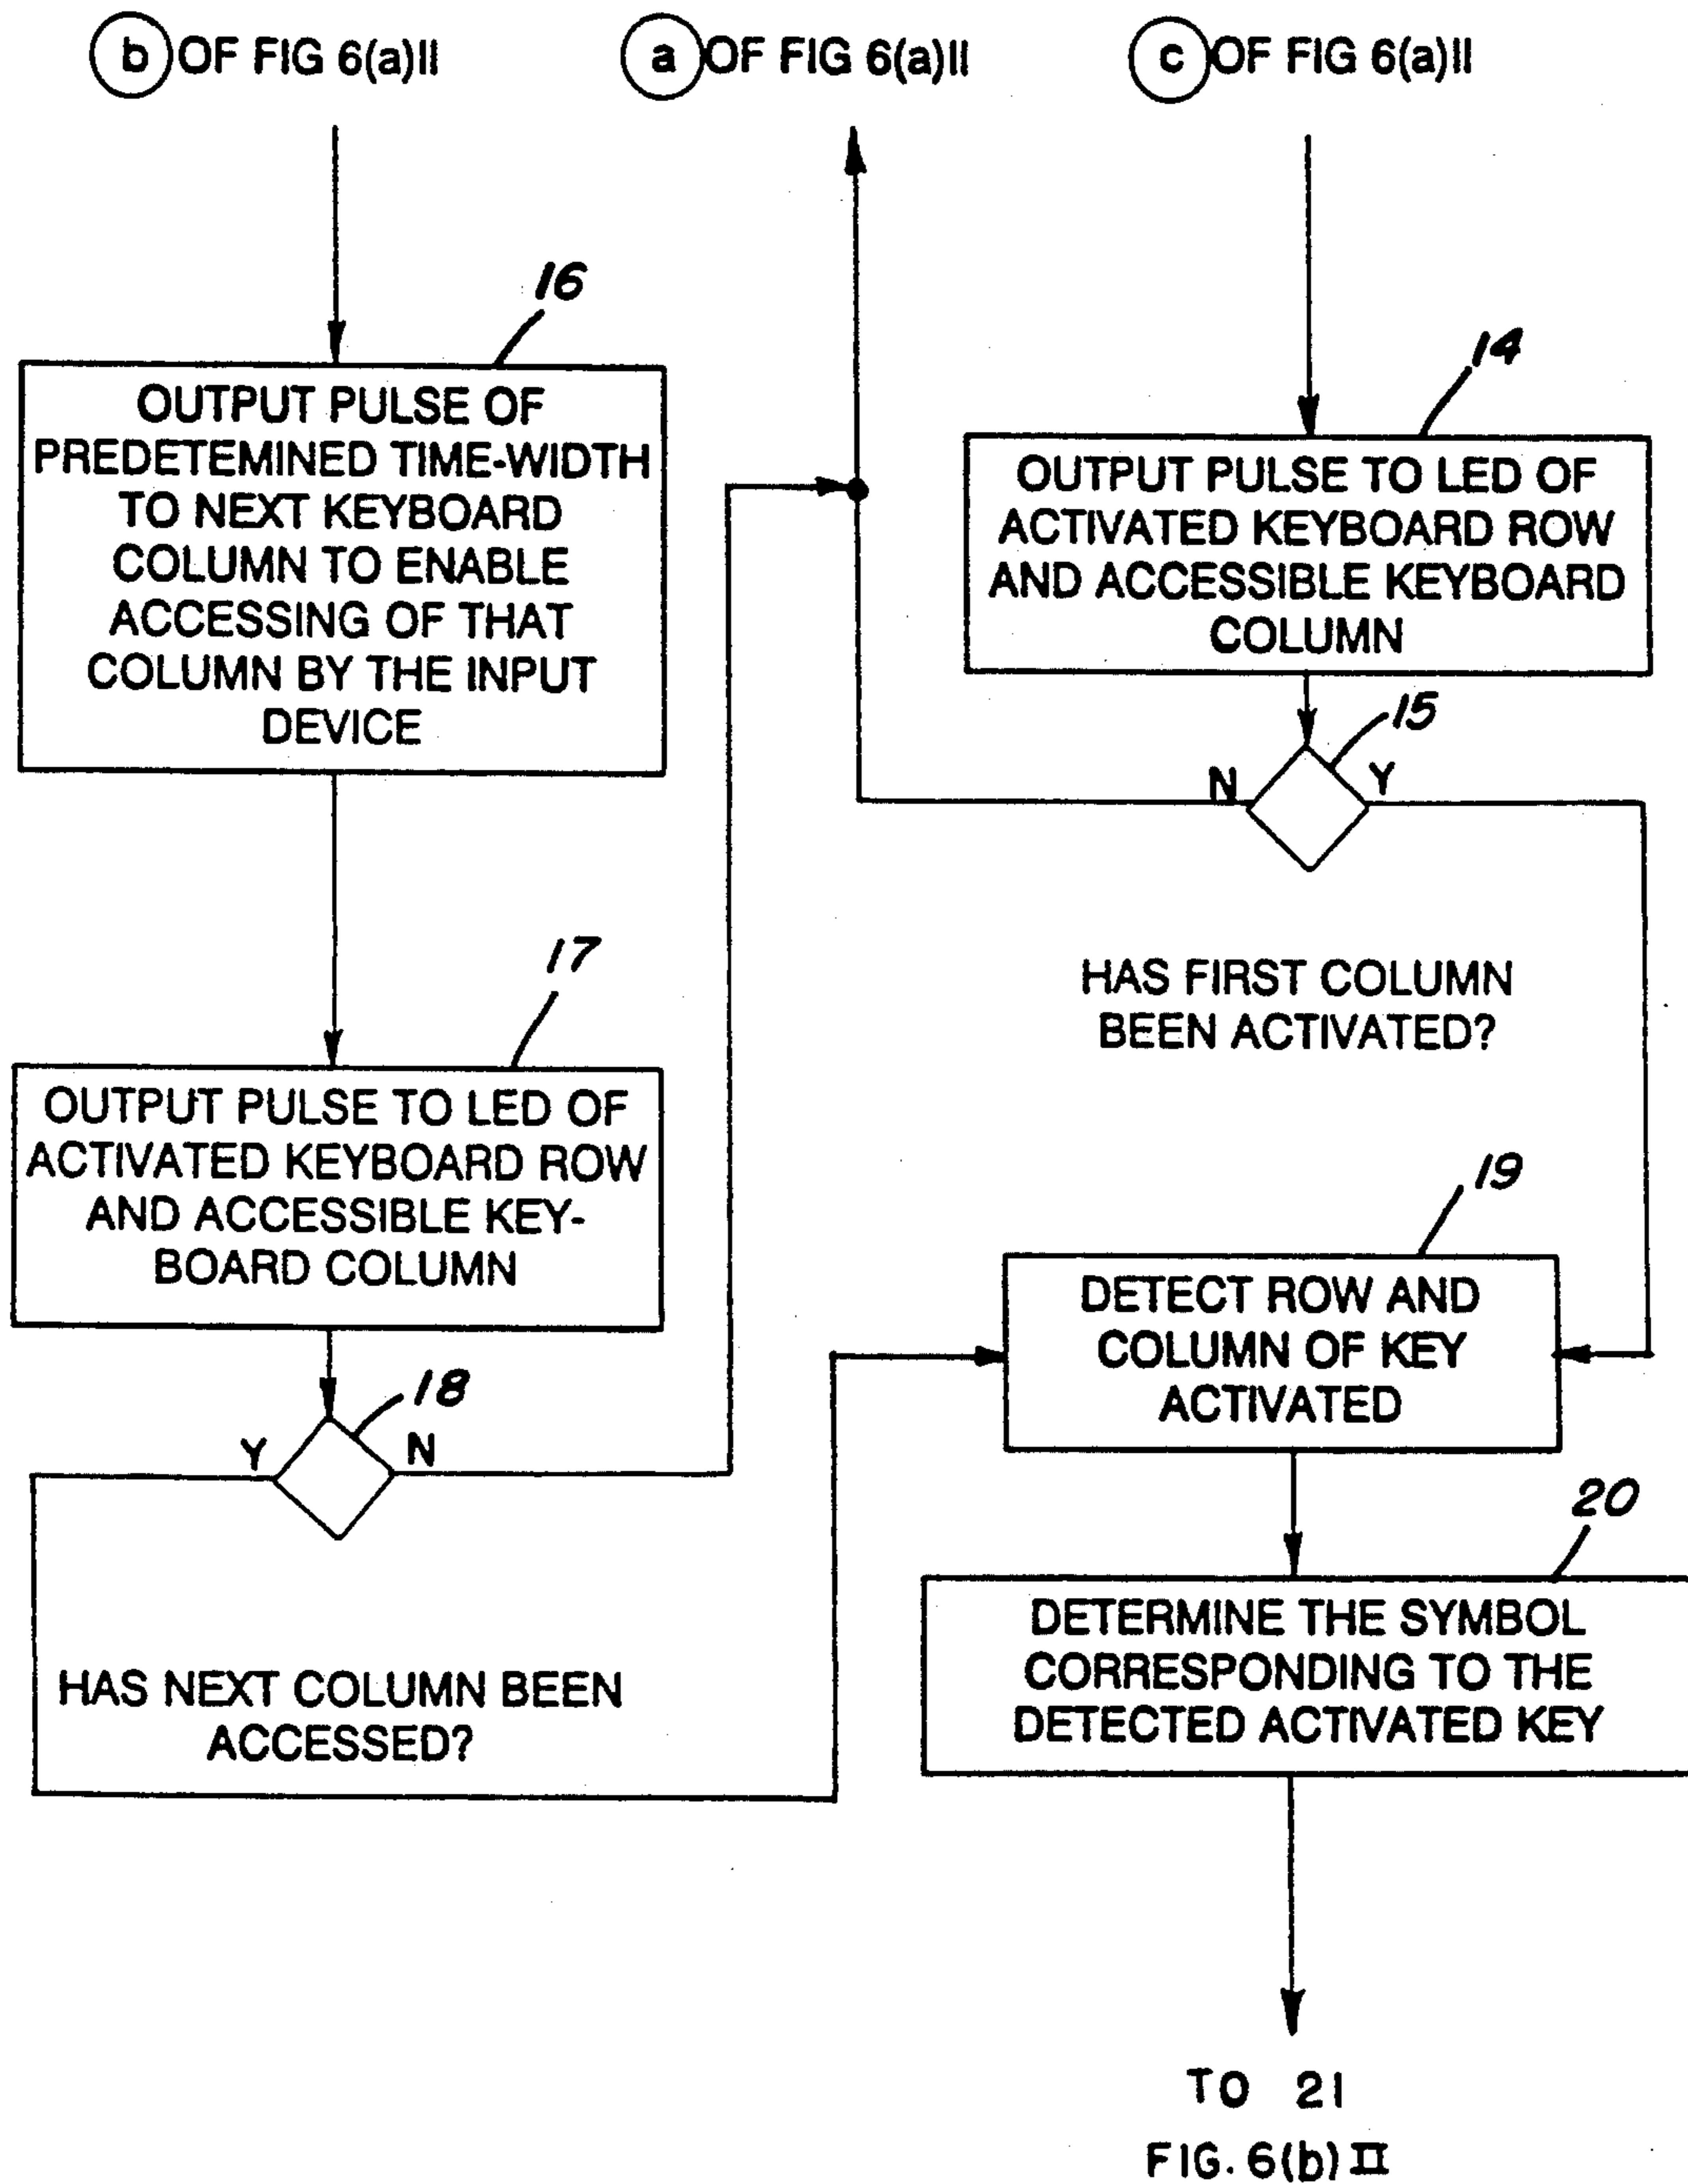 b OF FIG 6(a)II
a OF FIG 6(a)II
c OF FIG 6(a)II
16
OUTPUT PULSE OF
PREDETEMINED TIME-WIDTH
TO NEXT KEYBOARD
COLUMN TO ENABLE
ACCESSING OF THAT
COLUMN BY THE INPUT
DEVICE
14
OUTPUT PULSE TO LED OF
ACTIVATED KEYBOARD ROW
AND ACCESSIBLE KEYBOARD
COLUMN
15
N
Y
HAS FIRST COLUMN
BEEN ACTIVATED?
17
OUTPUT PULSE TO LED OF
ACTIVATED KEYBOARD ROW
AND ACCESSIBLE KEY-
BOARD COLUMN
18
Y
N
HAS NEXT COLUMN BEEN
ACCESSED?
19
DETECT ROW AND
COLUMN OF KEY
ACTIVATED
20
DETERMINE THE SYMBOL
CORRESPONDING TO THE
DETECTED ACTIVATED KEY
TO 21
FIG. 6(b) II